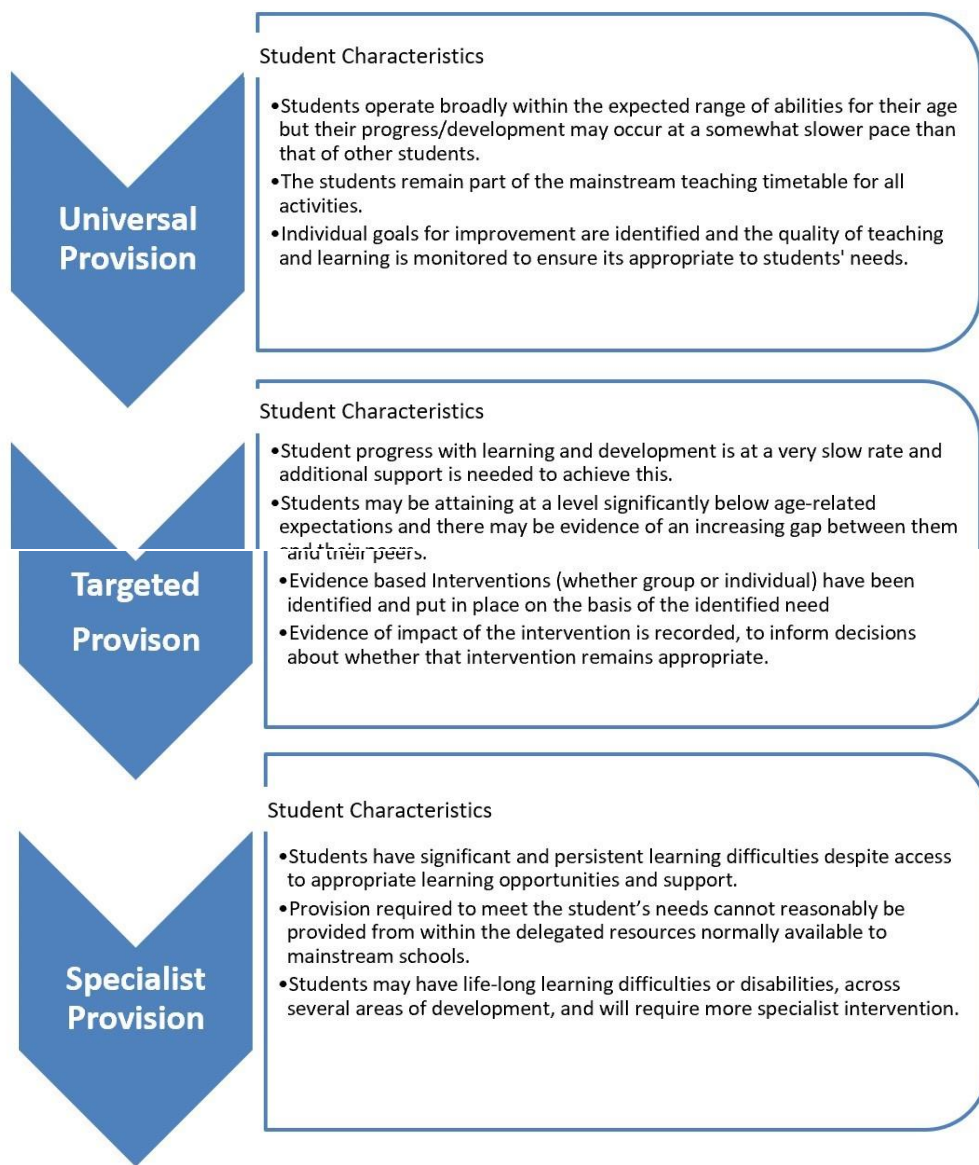 Student Characteristics
•Students operate broadly within the expected range of abilities for their age
but their progress/development may occur at a somewhat slower pace than
that of other students.
•The students remain part of the mainstream teaching timetable for all
activities.
•Individual goals for improvement are identified and the quality of teaching
and learning is monitored to ensure its appropriate to students' needs.
Universal
Provision
Student Characteristics
•Student progress with learning and development is at a very slow rate and
additional support is needed to achieve this.
•Students may be attaining at a level significantly below age-related
expectations and there may be evidence of an increasing gap between them
and their peers.
•Evidence based Interventions (whether group or individual) have been
identified and put in place on the basis of the identified need
•Evidence of impact of the intervention is recorded, to inform decisions
about whether that intervention remains appropriate.
Targeted
Provison
Student Characteristics
•Students have significant and persistent learning difficulties despite access
to appropriate learning opportunities and support.
•Provision required to meet the student’s needs cannot reasonably be
provided from within the delegated resources normally available to
mainstream schools.
•Students may have life-long learning difficulties or disabilities, across
several areas of development, and will require more specialist intervention.
Specialist
Provision